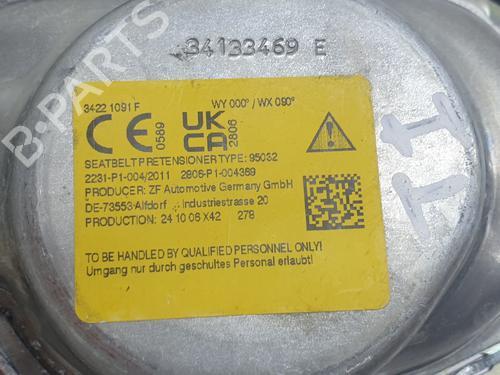 34133469 E
3422 1091 F
WY 000° / WX 090°
CE 0589
UK CA 2806
SEATBELT PRETENSIONER TYPE: 95032
2231-P1-004/2011 2806-P1-004369
PRODUCER: ZF Automotive Germany GmbH
DE-73553 Alfdorf Industriestrasse 20
PRODUCTION: 24 10 06 X42 278
TO BE HANDLED BY QUALIFIED PERSONNEL ONLY!
Umgang nur durch geschultes Personal erlaubt!
B-PARTS